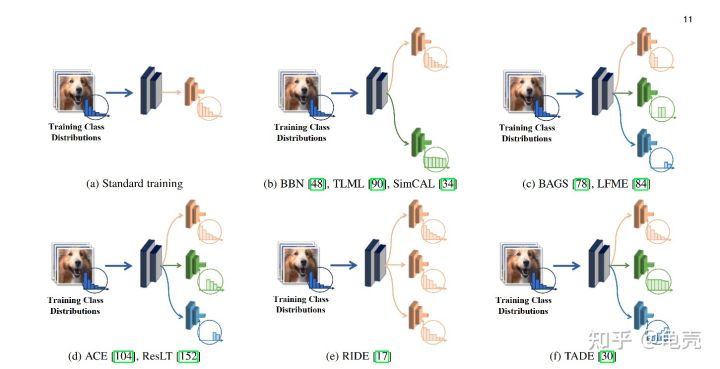 11
Training Class
Distributions
Training Class
Distributions
Training Class
Distributions
(a) Standard training
(b) BBN [48], TLML [90], SimCAL [34]
(c) BAGS [78], LFME [84]
Training Class
Distributions
Training Class
Distributions
Training Class
Distributions
(d) ACE [104], ResLT [152]
(e) RIDE [17]
(f) TADE [30]
知乎 @电壳